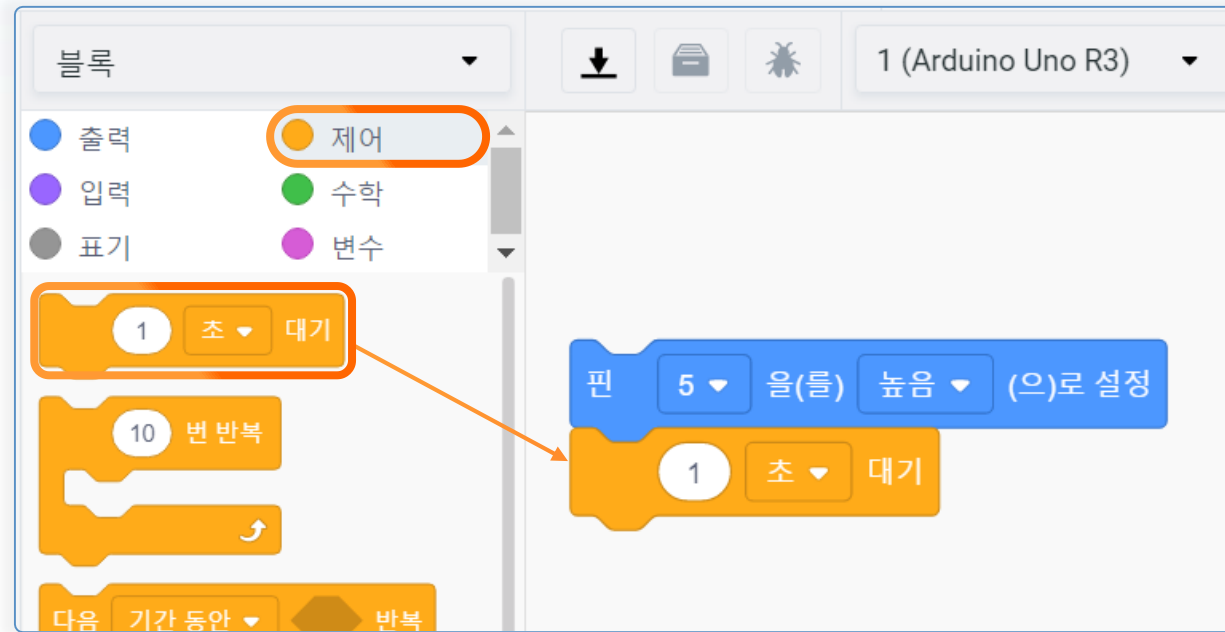 블록
1 (Arduino Uno R3)
출력
제어
입력
수학
표기
변수
1 초 대기
10 번 반복
다음 기간 동안 반복
핀 5 을(를) 높음 (으)로 설정
1 초 대기